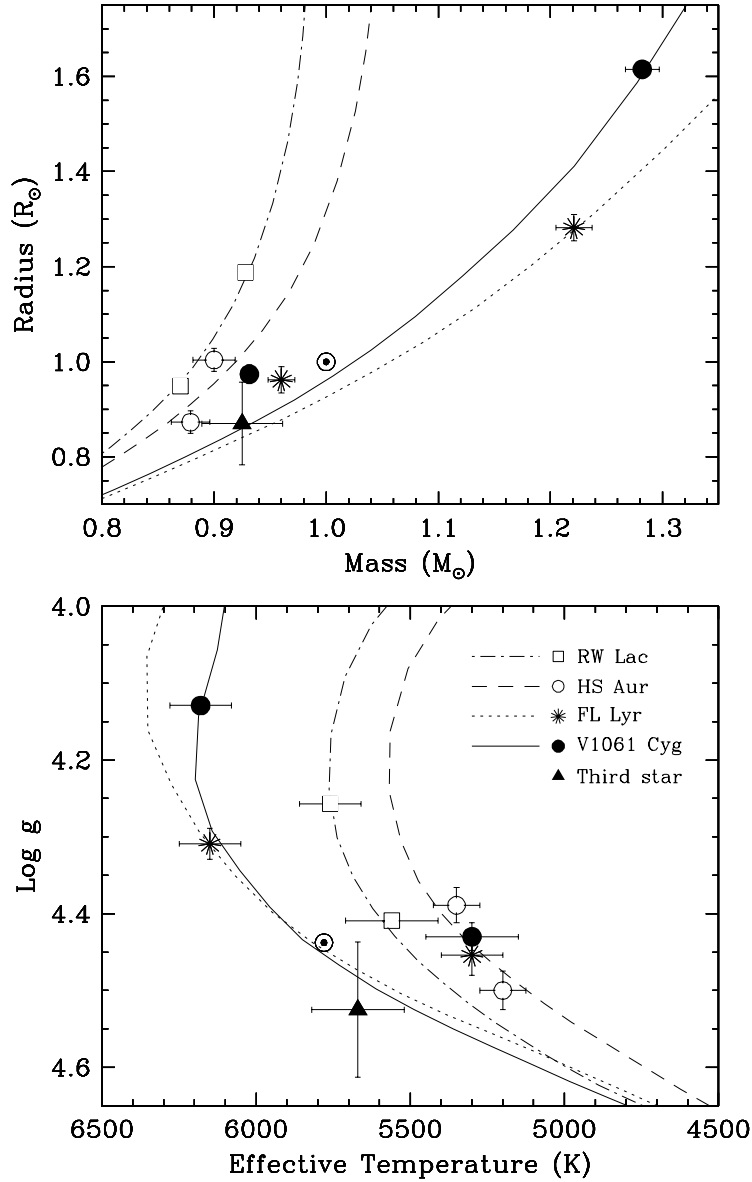 1.6
1.4
1.2
1.0
0.8
Radius (R☉)
0.8 0.9 1.0 1.1 1.2 1.3
Mass (M☉)
4.0
4.2
4.4
4.6
Log g
RW Lac
HS Aur
FL Lyr
V1061 Cyg
Third star
6500 6000 5500 5000 4500
Effective Temperature (K)